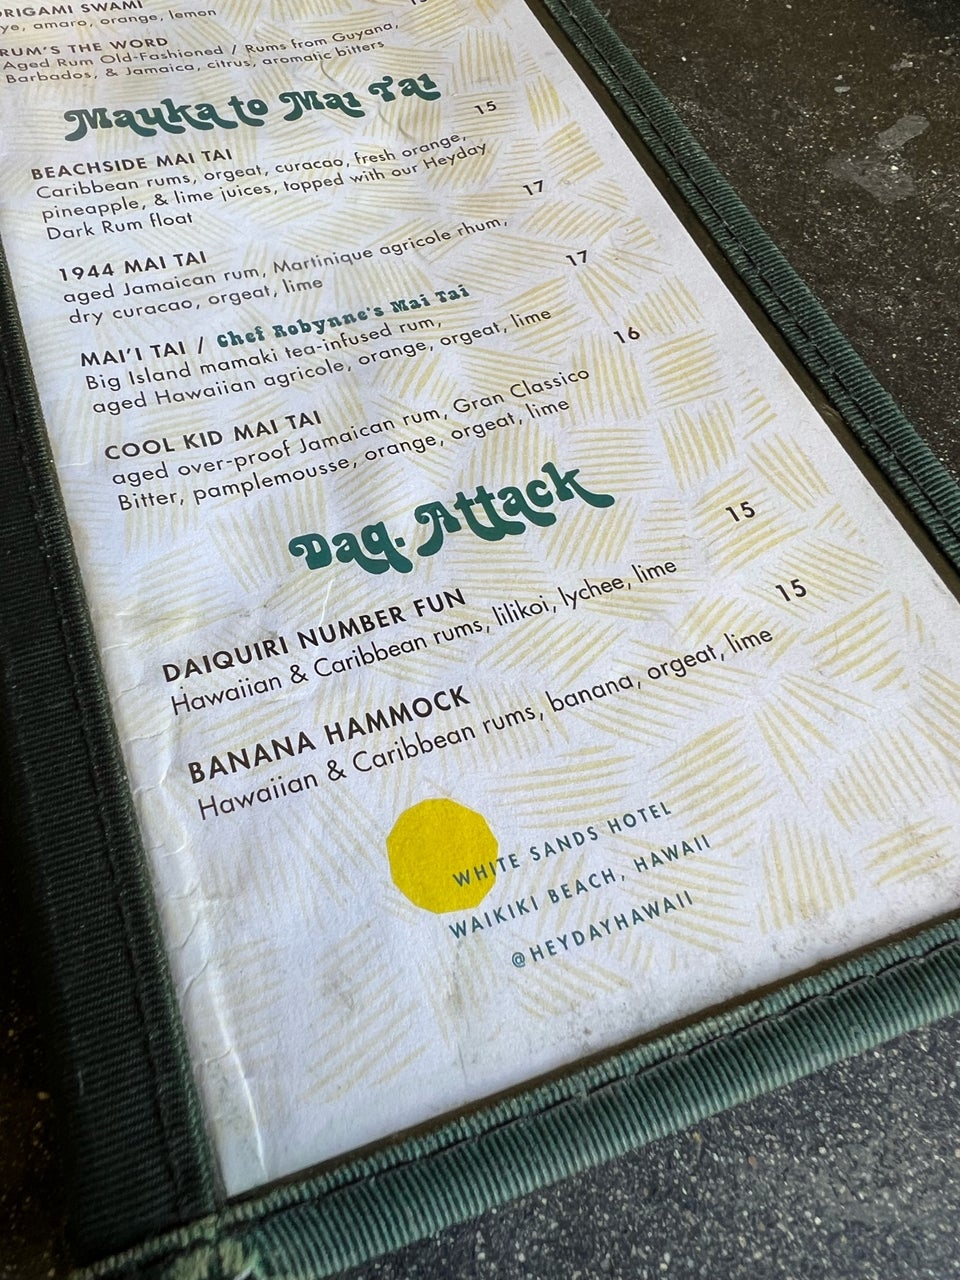 ORIGAMI SWAMI
rye, amaro, orange, lemon
RUM'S THE WORD
Aged Rum Old-Fashioned / Rums from Guyana,
Barbados, & Jamaica, citrus, aromatic bitters
Mauka to Mai Tai
BEACHSIDE MAI TAI 15
Caribbean rums, orgeat, curacao, fresh orange,
pineapple, & lime juices, topped with our Heyday
Dark Rum float
1944 MAI TAI 17
aged Jamaican rum, Martinique agricole rhum,
dry curacao, orgeat, lime
MAI'I TAI / Chef Robynne's Mai Tai 17
Big Island mamaki tea-infused rum,
aged Hawaiian agricole, orange, orgeat, lime
COOL KID MAI TAI 16
aged over-proof Jamaican rum, Gran Classico
Bitter, pamplemousse, orange, orgeat, lime
Daq. Attack
DAIQUIRI NUMBER FUN 15
Hawaiian & Caribbean rums, lilikoi, lychee, lime
BANANA HAMMOCK 15
Hawaiian & Caribbean rums, banana, orgeat, lime
WHITE SANDS HOTEL
WAIKIKI BEACH, HAWAII
@HEYDAYHAWAII